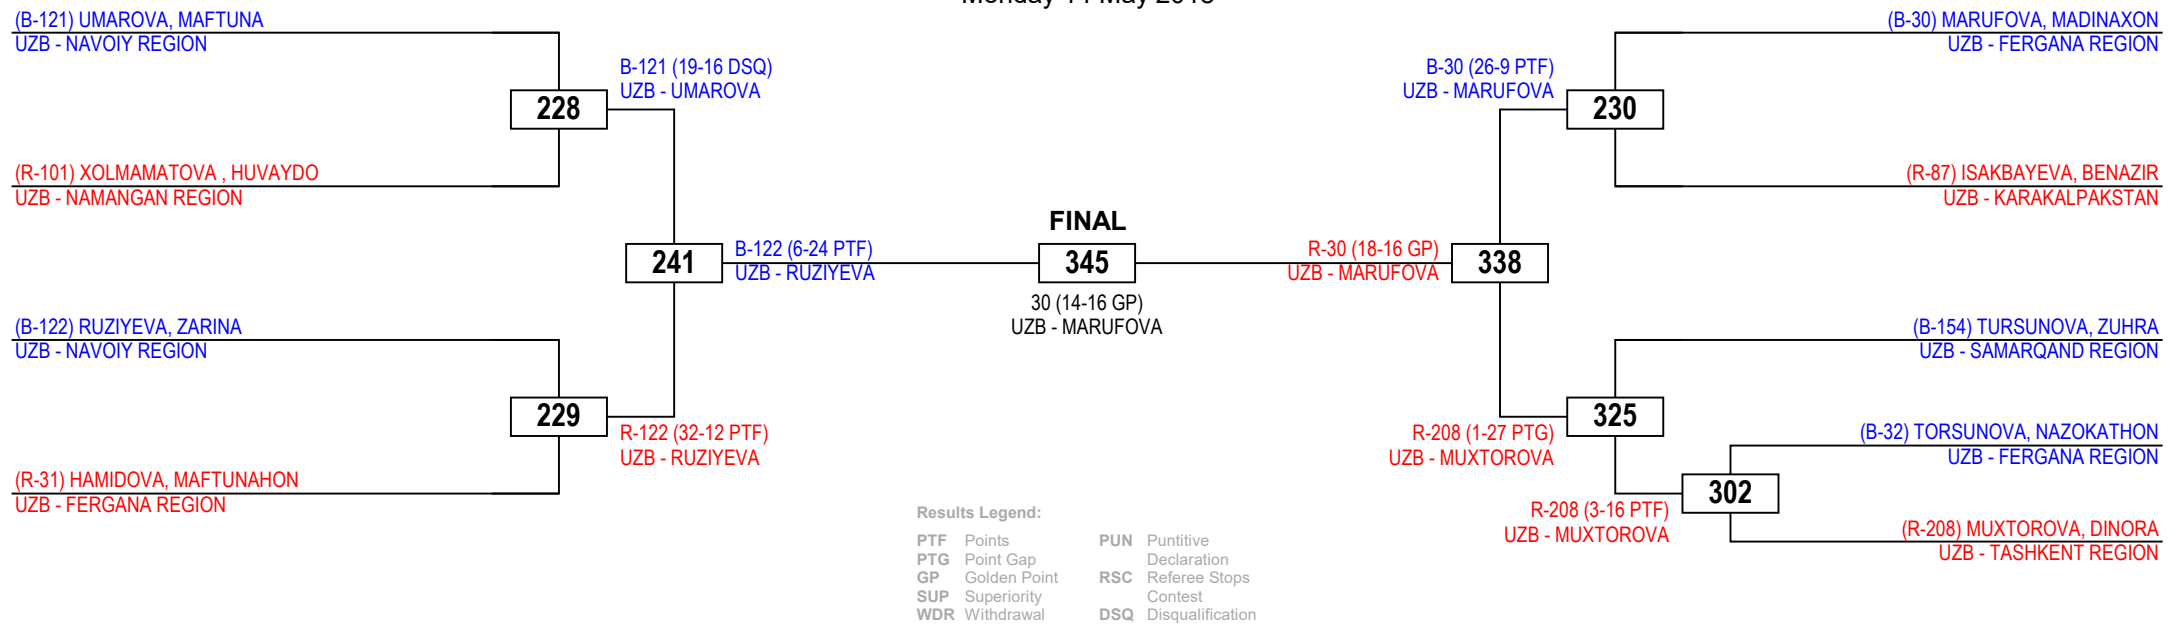 (B-121) UMAROVA, MAFTUNA
UZB - NAVOIY REGION
(B-30) MARUFOVA, MADINAXON
UZB - FERGANA REGION
B-121 (19-16 DSQ)
UZB - UMAROVA
B-30 (26-9 PTF)
UZB - MARUFOVA
228
230
(R-101) XOLMAMATOVA , HUVAYDO
UZB - NAMANGAN REGION
(R-87) ISAKBAYEVA, BENAZIR
UZB - KARAKALPAKSTAN
FINAL
241
B-122 (6-24 PTF)
UZB - RUZIYEVA
345
R-30 (18-16 GP)
UZB - MARUFOVA
338
30 (14-16 GP)
UZB - MARUFOVA
(B-122) RUZIYEVA, ZARINA
UZB - NAVOIY REGION
(B-154) TURSUNOVA, ZUHRA
UZB - SAMARQAND REGION
229
325
R-122 (32-12 PTF)
UZB - RUZIYEVA
R-208 (1-27 PTG)
UZB - MUXTOROVA
(B-32) TORSUNOVA, NAZOKATHON
UZB - FERGANA REGION
(R-31) HAMIDOVA, MAFTUNAHON
UZB - FERGANA REGION
302
R-208 (3-16 PTF)
UZB - MUXTOROVA
(R-208) MUXTOROVA, DINORA
UZB - TASHKENT REGION
Results Legend:
PTF Points
PTG Point Gap
GP Golden Point
SUP Superiority
WDR Withdrawal
PUN Puntitive
Declaration
RSC Referee Stops
Contest
DSQ Disqualification